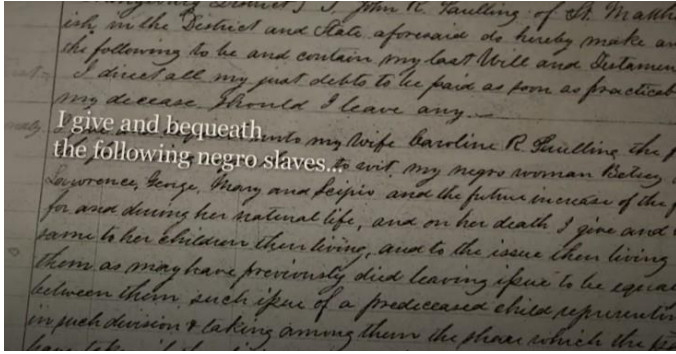 I, John R. Faulling of St. Matth
ish, in the District and State aforesaid do hereby make an
the following to be and contain my last Will and Testamen
I direct all my just debts to be paid as soon as practicab
my decease should I leave any.
I give and bequeath
unto my wife Caroline R. Faulling the
the following negro slaves...
to wit, my negro woman Betsey
Lawrence, George, Mary and Scipio and the future increase of the
for and during her natural life, and on her death I give and
same to her children then living, and to the issue then living
them as may have previously died leaving issue to be equa
between them such issue of a predeceased child representin
in such division & taking among them the share which the